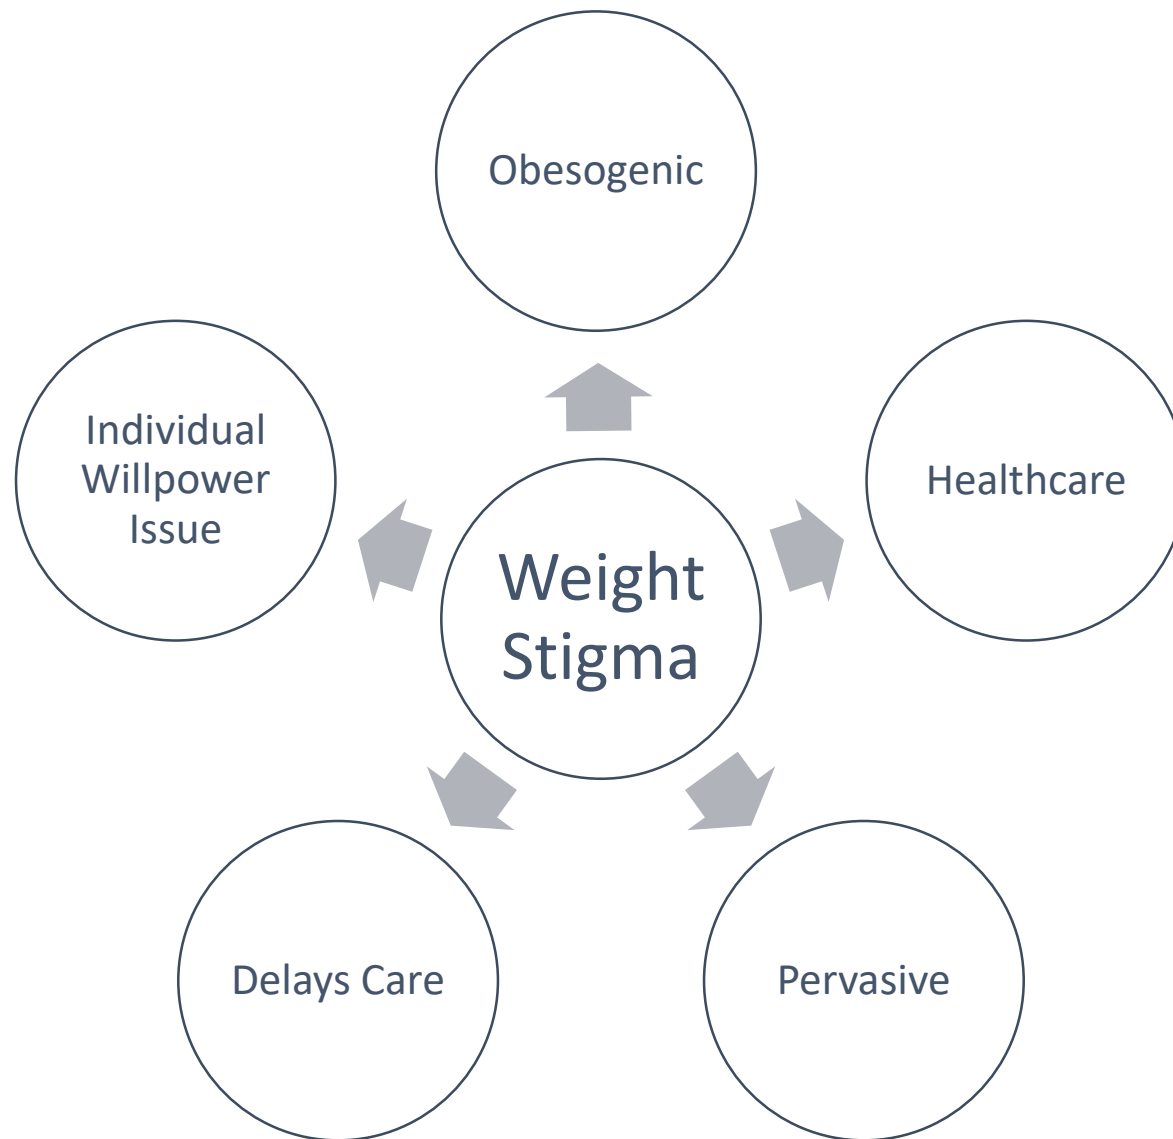 Obesogenic
Individual
Willpower
Issue
Healthcare
Weight
Stigma
Delays Care
Pervasive